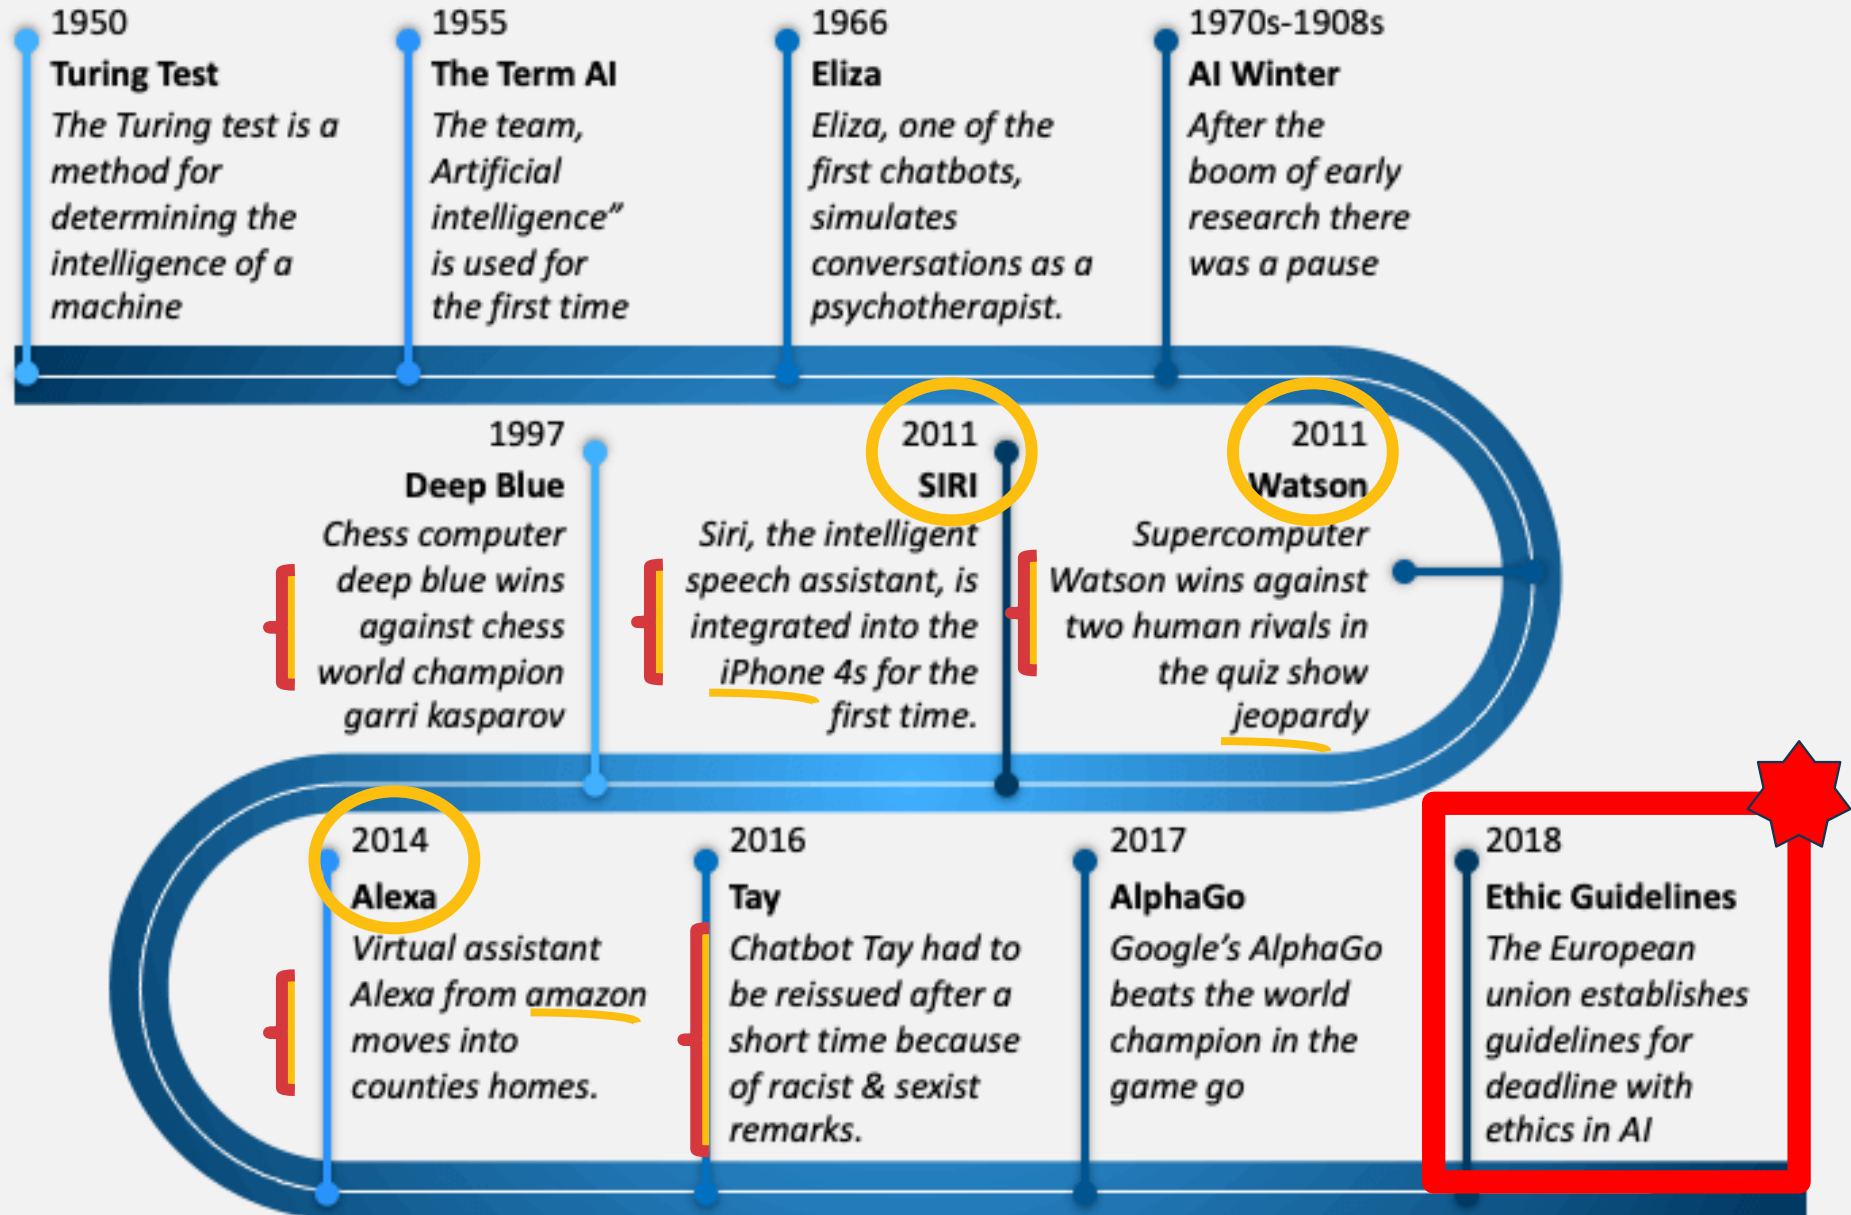 1950
Turing Test
The Turing test is a
method for
determining the
intelligence of a
machine
1955
The Term AI
The team,
Artificial
intelligence”
is used for
the first time
1966
Eliza
Eliza, one of the
first chatbots,
simulates
conversations as a
psychotherapist.
1970s-1908s
AI Winter
After the
boom of early
research there
was a pause
1997
Deep Blue
Chess computer
deep blue wins
against chess
world champion
garri kasparov
2011
SIRI
Siri, the intelligent
speech assistant, is
integrated into the
iPhone 4s for the
first time.
2011
Watson
Supercomputer
Watson wins against
two human rivals in
the quiz show
jeopardy
2014
Alexa
Virtual assistant
Alexa from amazon
moves into
counties homes.
2016
Tay
Chatbot Tay had to
be reissued after a
short time because
of racist & sexist
remarks.
2017
AlphaGo
Google’s AlphaGo
beats the world
champion in the
game go
2018
Ethic Guidelines
The European
union establishes
guidelines for
deadline with
ethics in AI